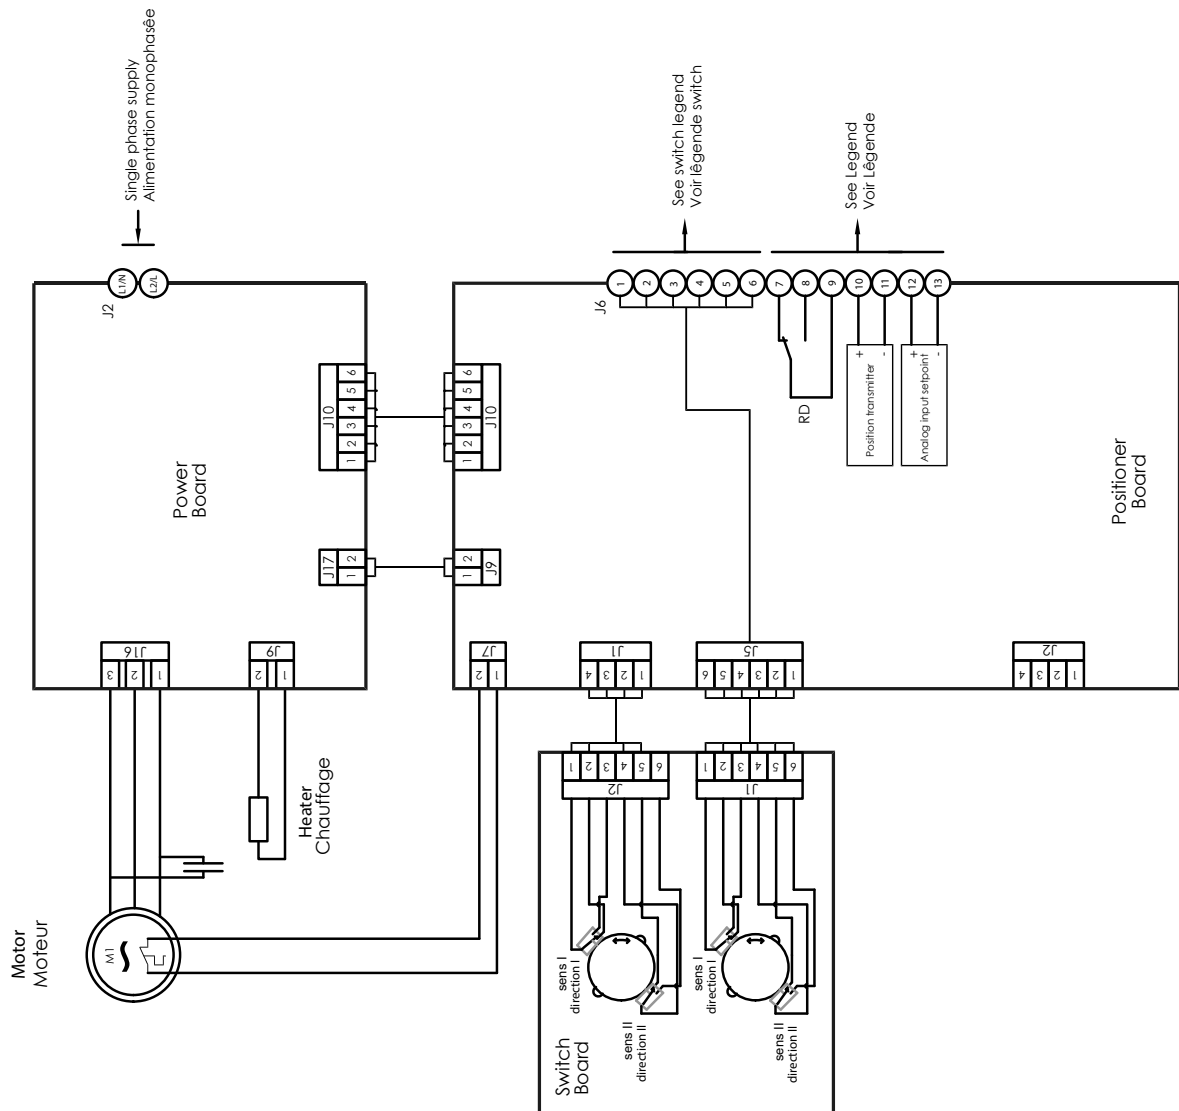 Single phase supply
Alimentation monophasêe
J2
L1/N
L2/L
Power
Board
J10
1 2 3 4 5 6
J17
1 2
J16
3 2 1
J9
2 1
Motor
Moteur
M1
Heater
Chauffage
See switch legend
Voir lêgende switch
See Legend
Voir Lêgende
J6
1
2
3
4
5
6
7
8
9
10
11
12
13
J10
1 2 3 4 5 6
J9
1 2
J7
2 1
J1
4 3 2 1
J5
6 5 4 3 2 1
J2
4 3 2 1
RD
Position transmitter
+
-
Analog input setpoint
+
-
Positioner
Board
J2
1 2 3 4 5 6
J1
1 2 3 4 5 6
sens I
direction I
sens II
direction II
sens I
direction I
sens II
direction II
Switch
Board